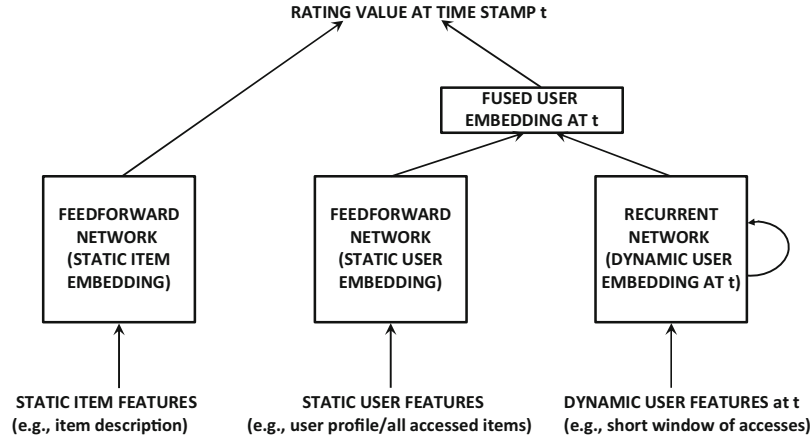 RATING VALUE AT TIME STAMP t
FUSED USER
EMBEDDING AT t
FEEDFORWARD
NETWORK
(STATIC ITEM
EMBEDDING)
FEEDFORWARD
NETWORK
(STATIC USER
EMBEDDING)
RECURRENT
NETWORK
(DYNAMIC USER
EMBEDDING AT t)
STATIC ITEM FEATURES
(e.g., item description)
STATIC USER FEATURES
(e.g., user profile/all accessed items)
DYNAMIC USER FEATURES at t
(e.g., short window of accesses)